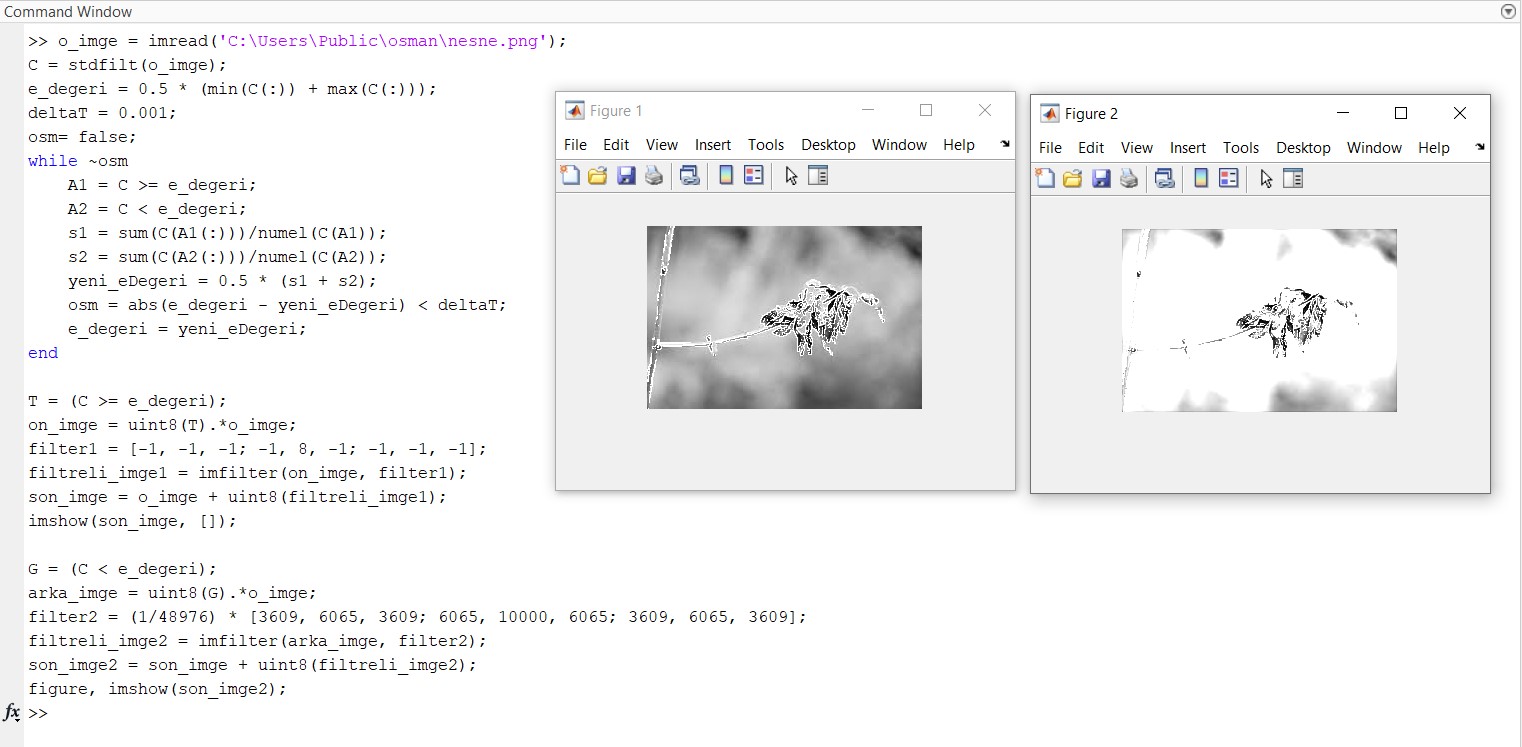 Command Window
>> o_imge = imread('C:\Users\Public\osman\nesne.png');
C = stdfilt(o_imge);
e_degeri = 0.5 * (min(C(:)) + max(C(:)));
deltaT = 0.001;
osm= false;
while ~osm
    A1 = C >= e_degeri;
    A2 = C < e_degeri;
    s1 = sum(C(A1(:)))/numel(C(A1));
    s2 = sum(C(A2(:)))/numel(C(A2));
    yeni_eDegeri = 0.5 * (s1 + s2);
    osm = abs(e_degeri - yeni_eDegeri) < deltaT;
    e_degeri = yeni_eDegeri;
end
T = (C >= e_degeri);
on_imge = uint8(T).*o_imge;
filter1 = [-1, -1, -1; -1, 8, -1; -1, -1, -1];
filtreli_imge1 = imfilter(on_imge, filter1);
son_imge = o_imge + uint8(filtreli_imge1);
imshow(son_imge, []);
G = (C < e_degeri);
arka_imge = uint8(G).*o_imge;
filter2 = (1/48976) * [3609, 6065, 3609; 6065, 10000, 6065; 3609, 6065, 3609];
filtreli_imge2 = imfilter(arka_imge, filter2);
son_imge2 = son_imge + uint8(filtreli_imge2);
figure, imshow(son_imge2);
fx >>
Figure 1
File Edit View Insert Tools Desktop Window Help
Figure 2
File Edit View Insert Tools Desktop Window Help